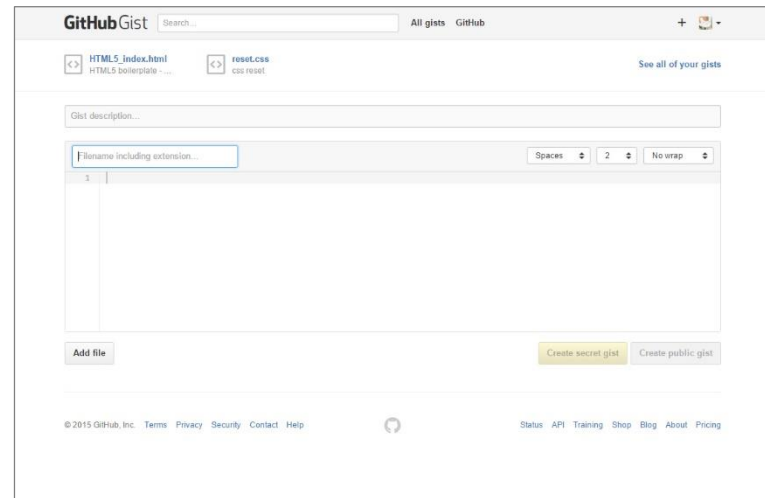 GitHub Gist Search... All gists GitHub +
HTML5_index.html reset.css See all of your gists
HTML5 boilerplate - ... css reset
Gist description...
Filename including extension... Spaces 2 No wrap
1
Add file Create secret gist Create public gist
© 2015 GitHub, Inc. Terms Privacy Security Contact Help Status API Training Shop Blog About Pricing